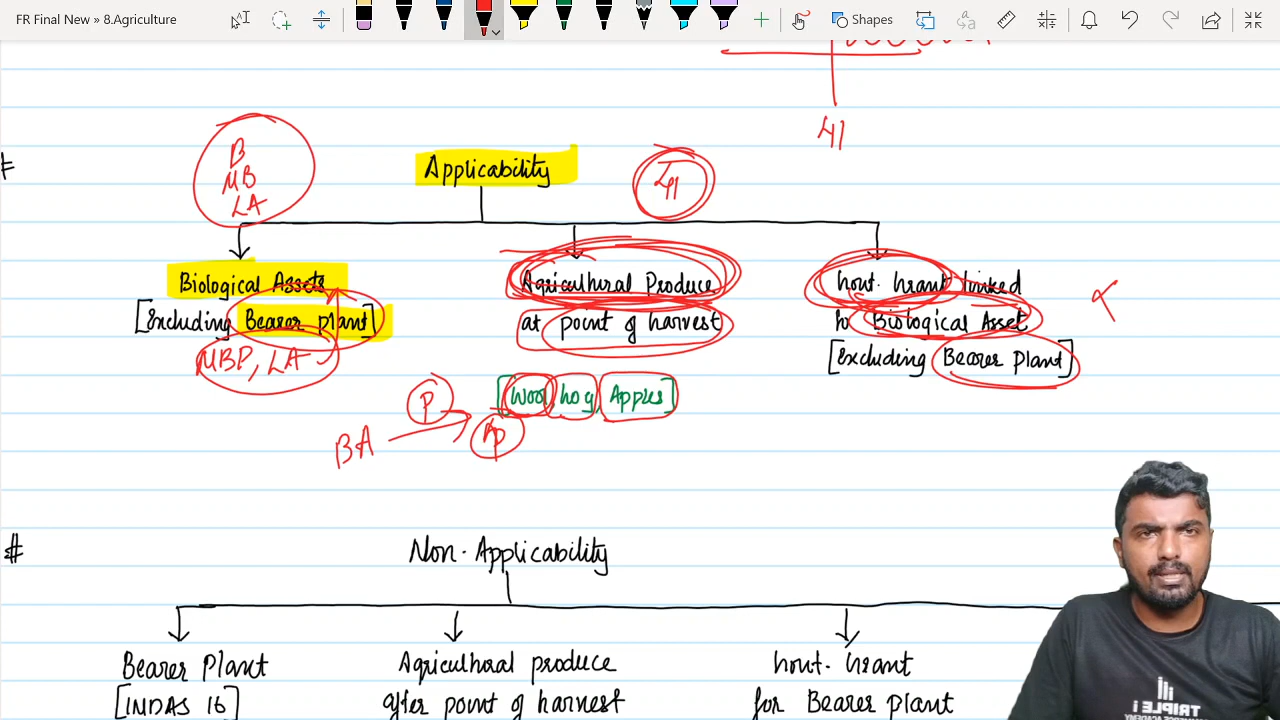 FR Final New » 8.Agriculture
Shapes
41
B
MB
LA
# Applicability
41
Biological Assets
[Excluding Bearer plant]
MBP, LA
Agricultural Produce
at point of harvest
[Wool, Log, Apples]
BA P AP
Govt. Grant linked
to Biological Asset
[excluding Bearer Plant]
# Non-Applicability
Bearer Plant
[INDAS 16]
Agricultural produce
after point of harvest
Govt. Grant
for Bearer plant
TRIPLE i